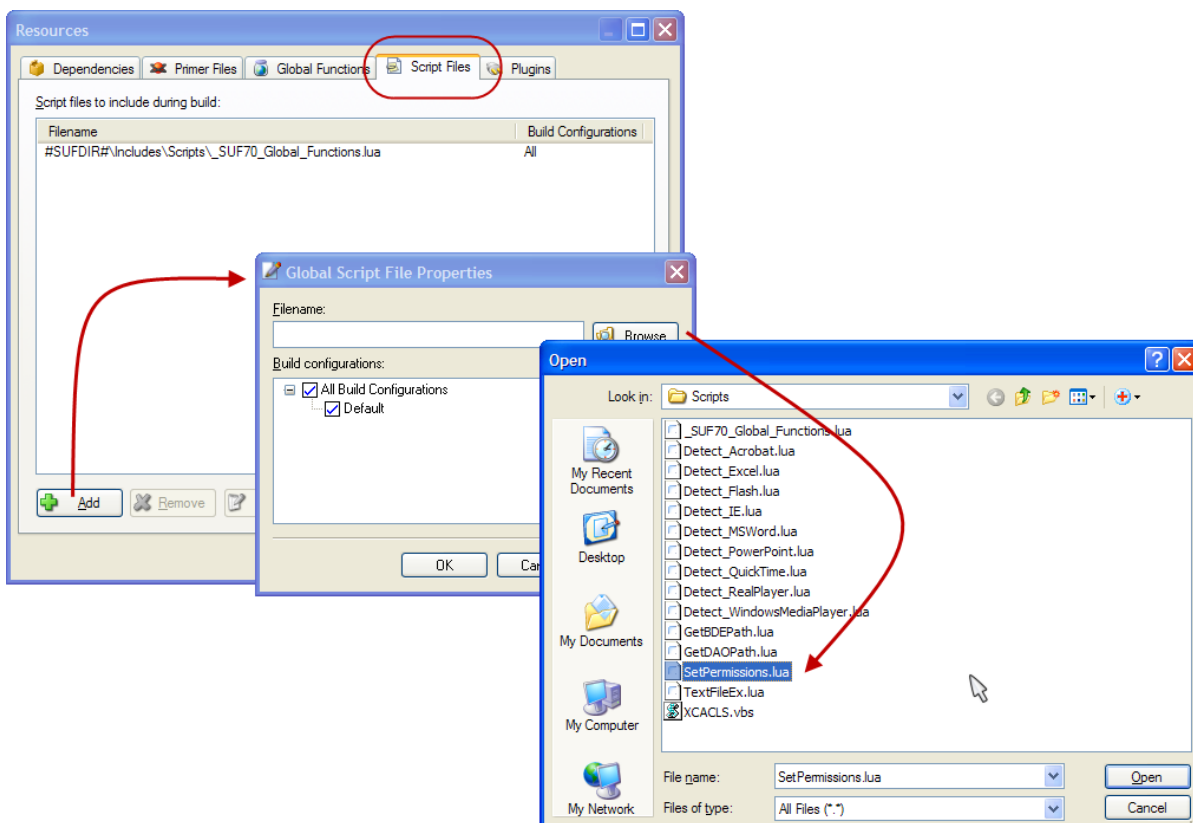 Resources
Dependencies Primer Files Global Functions Script Files Plugins
Script files to include during build:
Filename Build Configurations
#SUFDIR#\Includes\Scripts\_SUF70_Global_Functions.lua All
Add Remove
Global Script File Properties
Filename:
Browse
Build configurations:
All Build Configurations
Default
OK Can
Open
Look in: Scripts
My Recent
Documents
Desktop
My Documents
My Computer
My Network
_SUF70_Global_Functions.lua
Detect_Acrobat.lua
Detect_Excel.lua
Detect_Flash.lua
Detect_IE.lua
Detect_MSWord.lua
Detect_PowerPoint.lua
Detect_QuickTime.lua
Detect_RealPlayer.lua
Detect_WindowsMediaPlayer.lua
GetBDEPath.lua
GetDAOPath.lua
SetPermissions.lua
TextFileEx.lua
XCACLS.vbs
File name: SetPermissions.lua Open
Files of type: All Files (*.*) Cancel